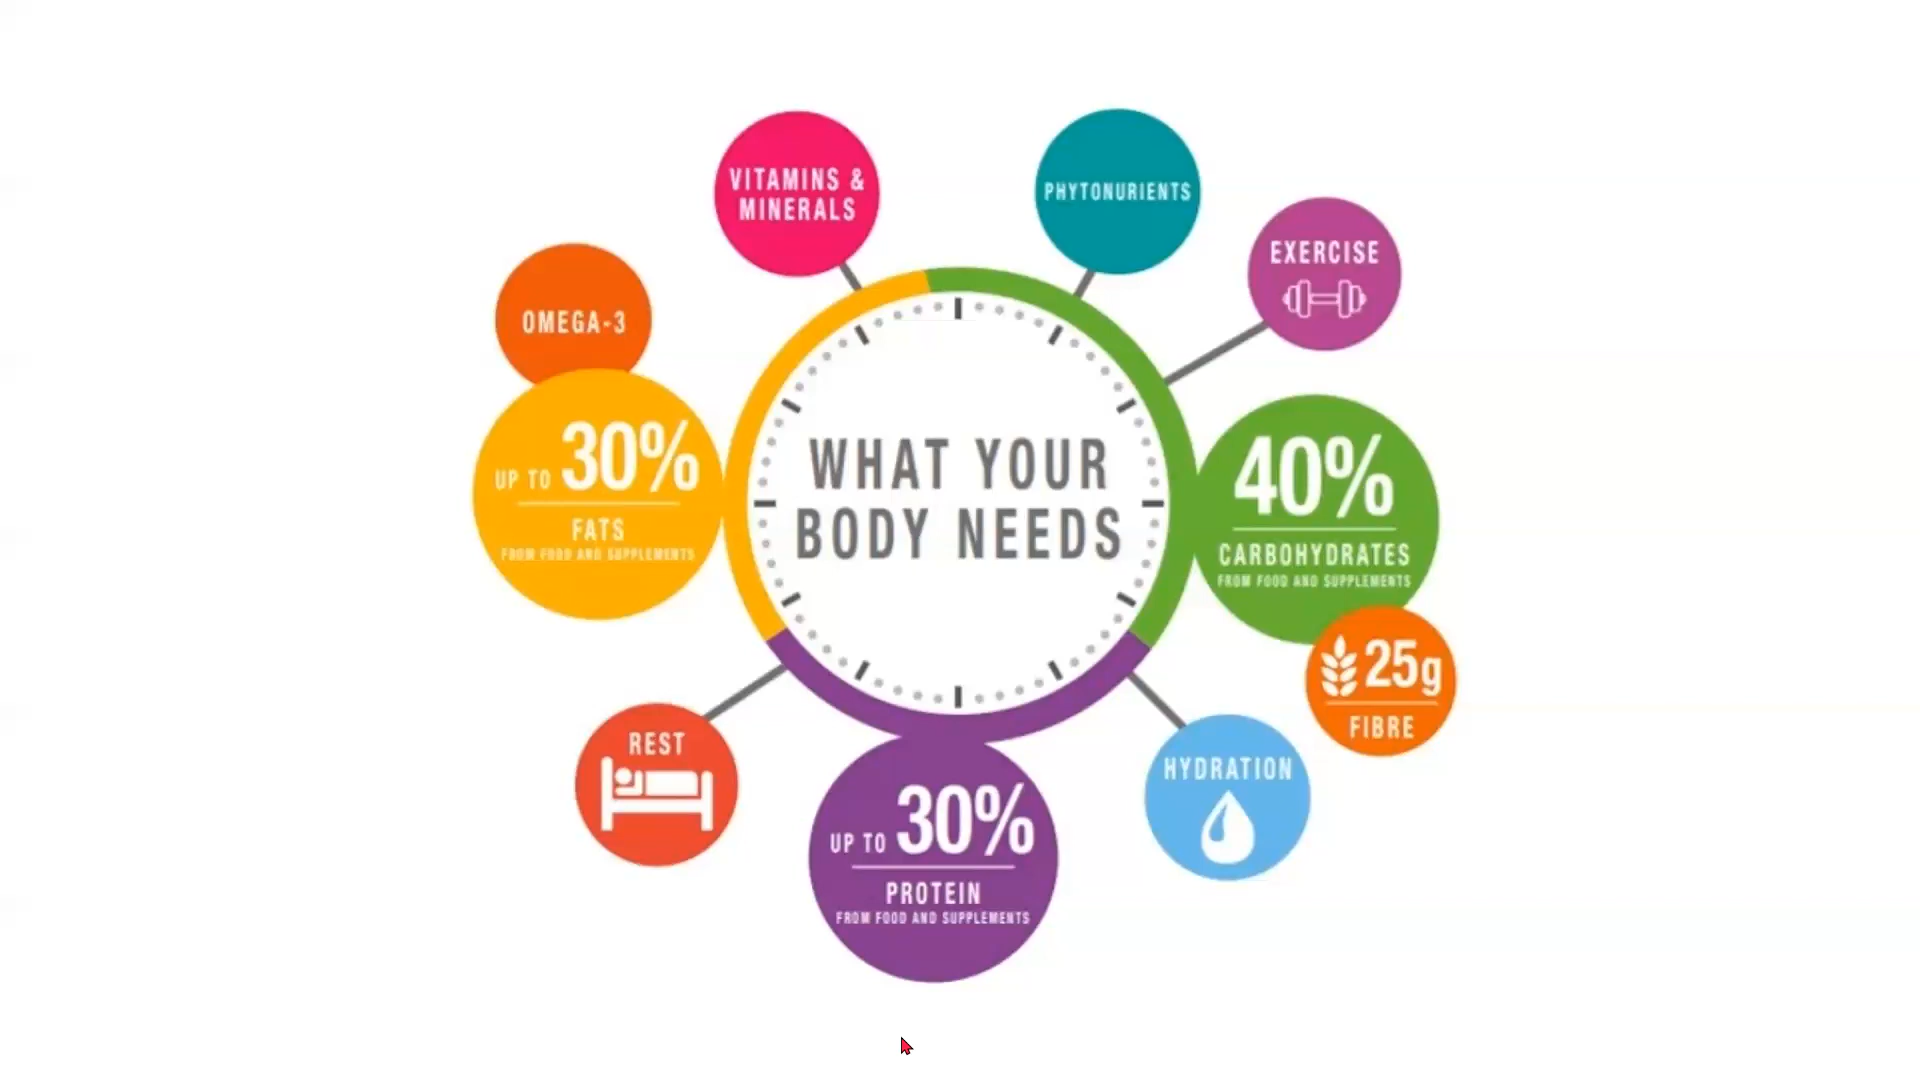 VITAMINS &
MINERALS
PHYTONURIENTS
EXERCISE
OMEGA-3
UP TO 30%
FATS
FROM FOOD AND SUPPLEMENTS
WHAT YOUR
BODY NEEDS
40%
CARBOHYDRATES
FROM FOOD AND SUPPLEMENTS
25g
FIBRE
REST
HYDRATION
UP TO 30%
PROTEIN
FROM FOOD AND SUPPLEMENTS